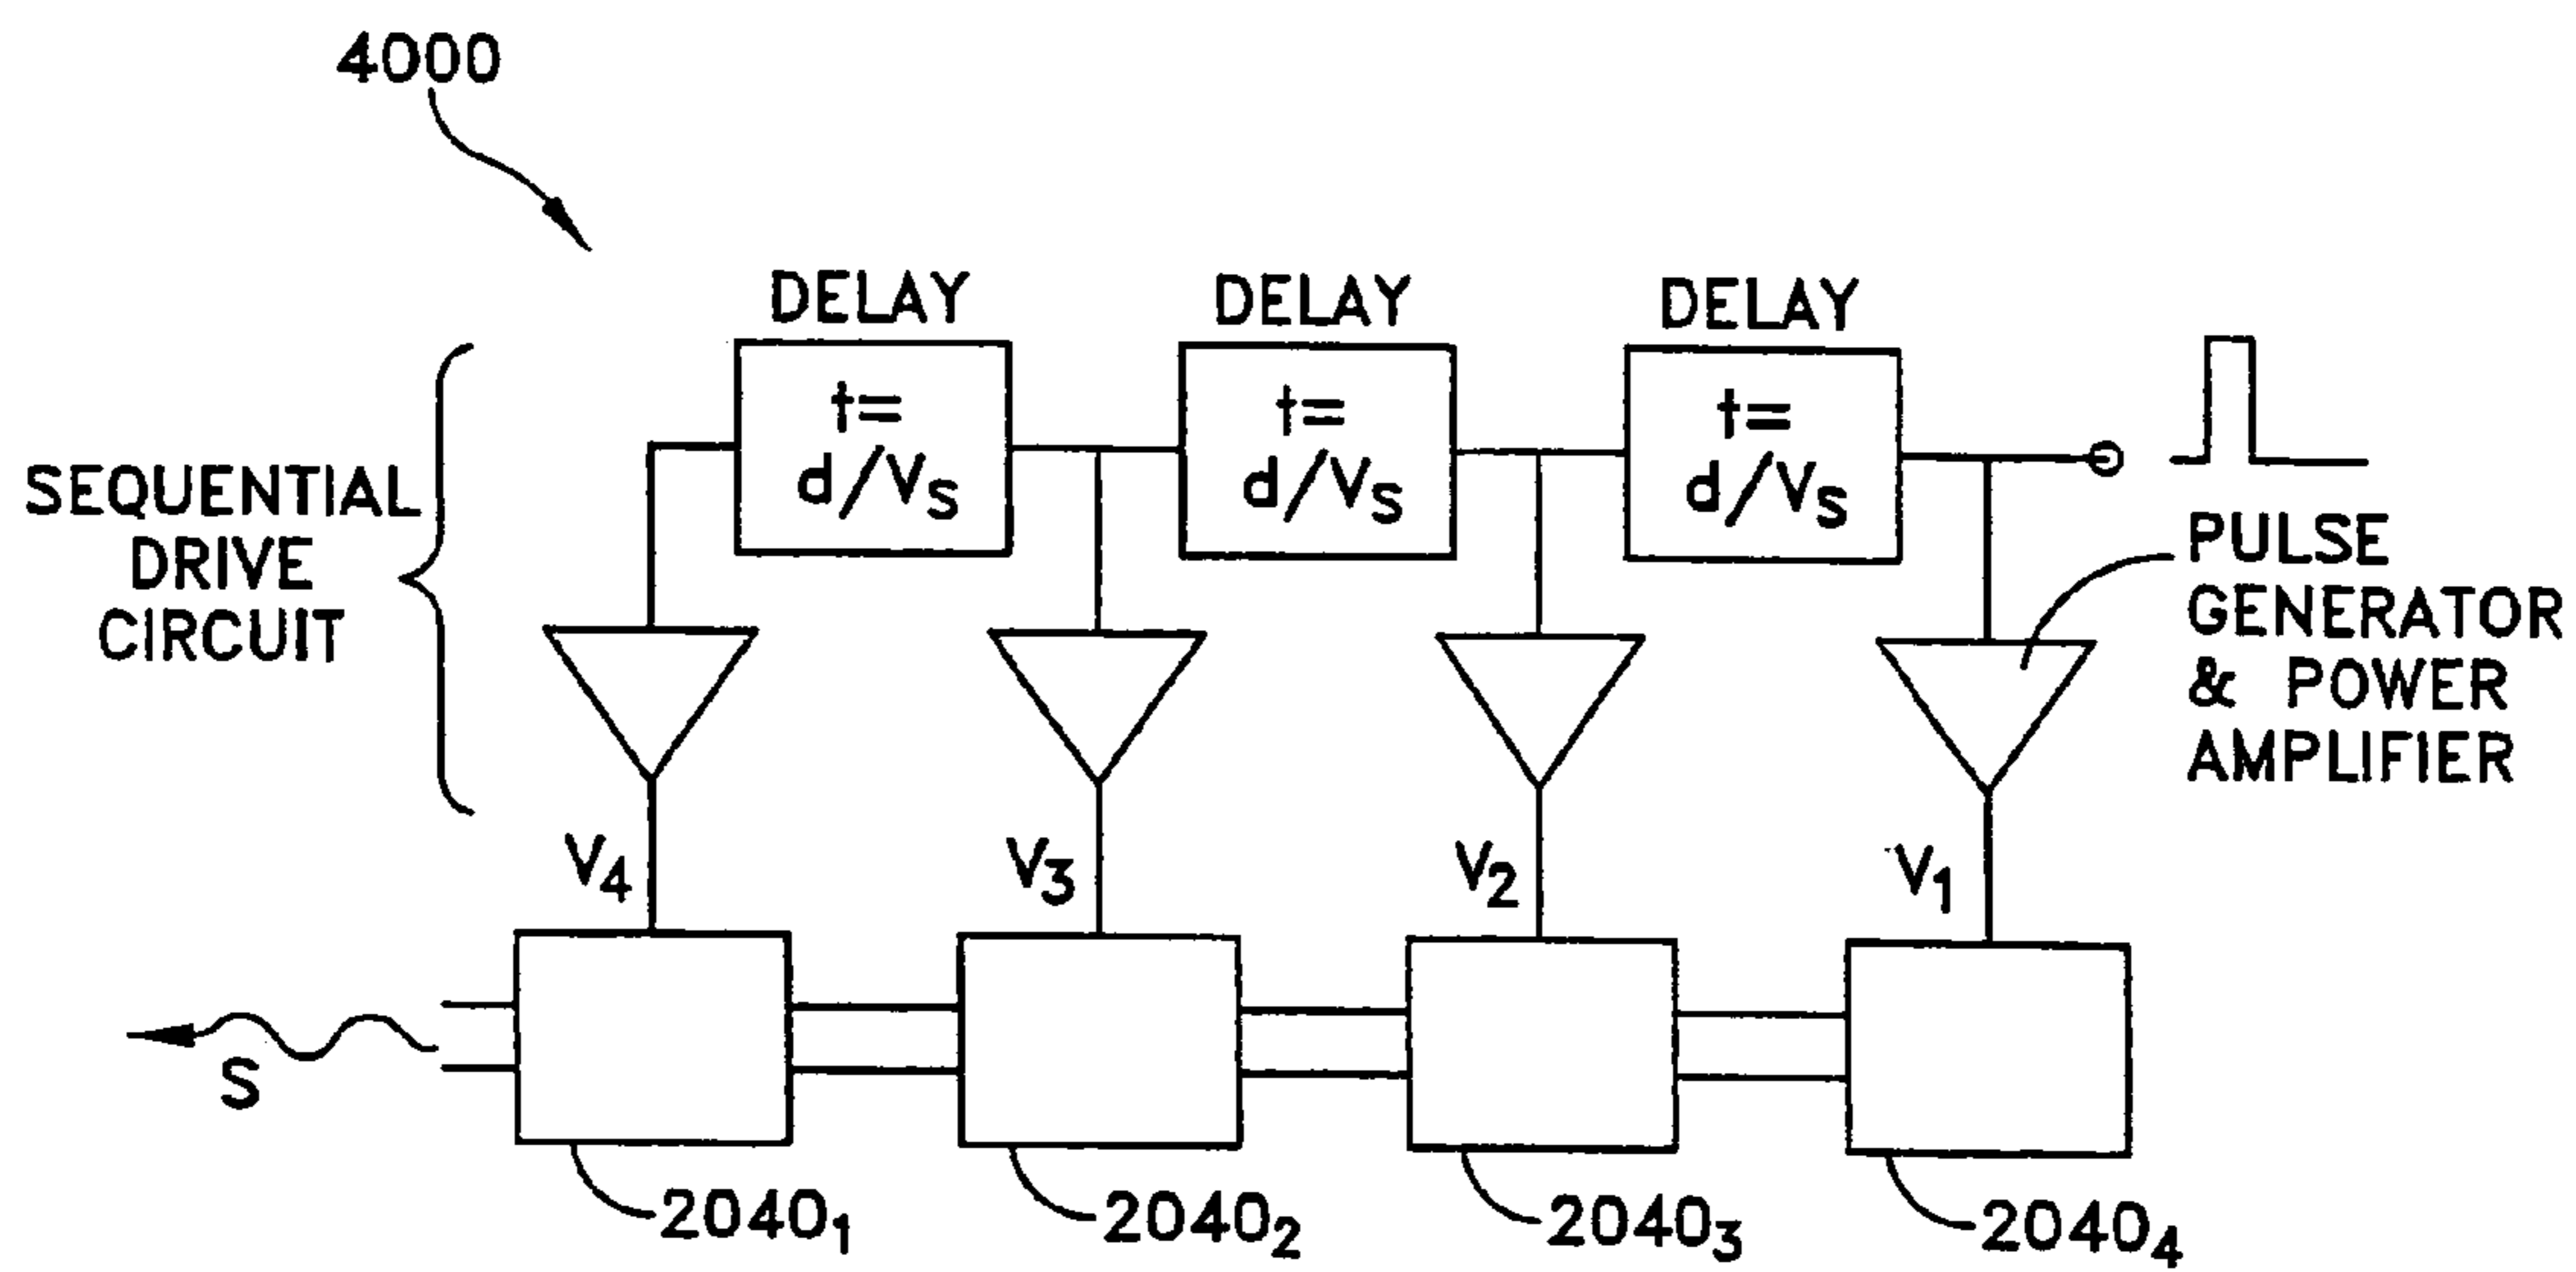 4000
DELAY
DELAY
DELAY
t=
d/VS
t=
d/VS
t=
d/VS
SEQUENTIAL
DRIVE
CIRCUIT
PULSE
GENERATOR
& POWER
AMPLIFIER
V4
V3
V2
V1
S
20401
20402
20403
20404